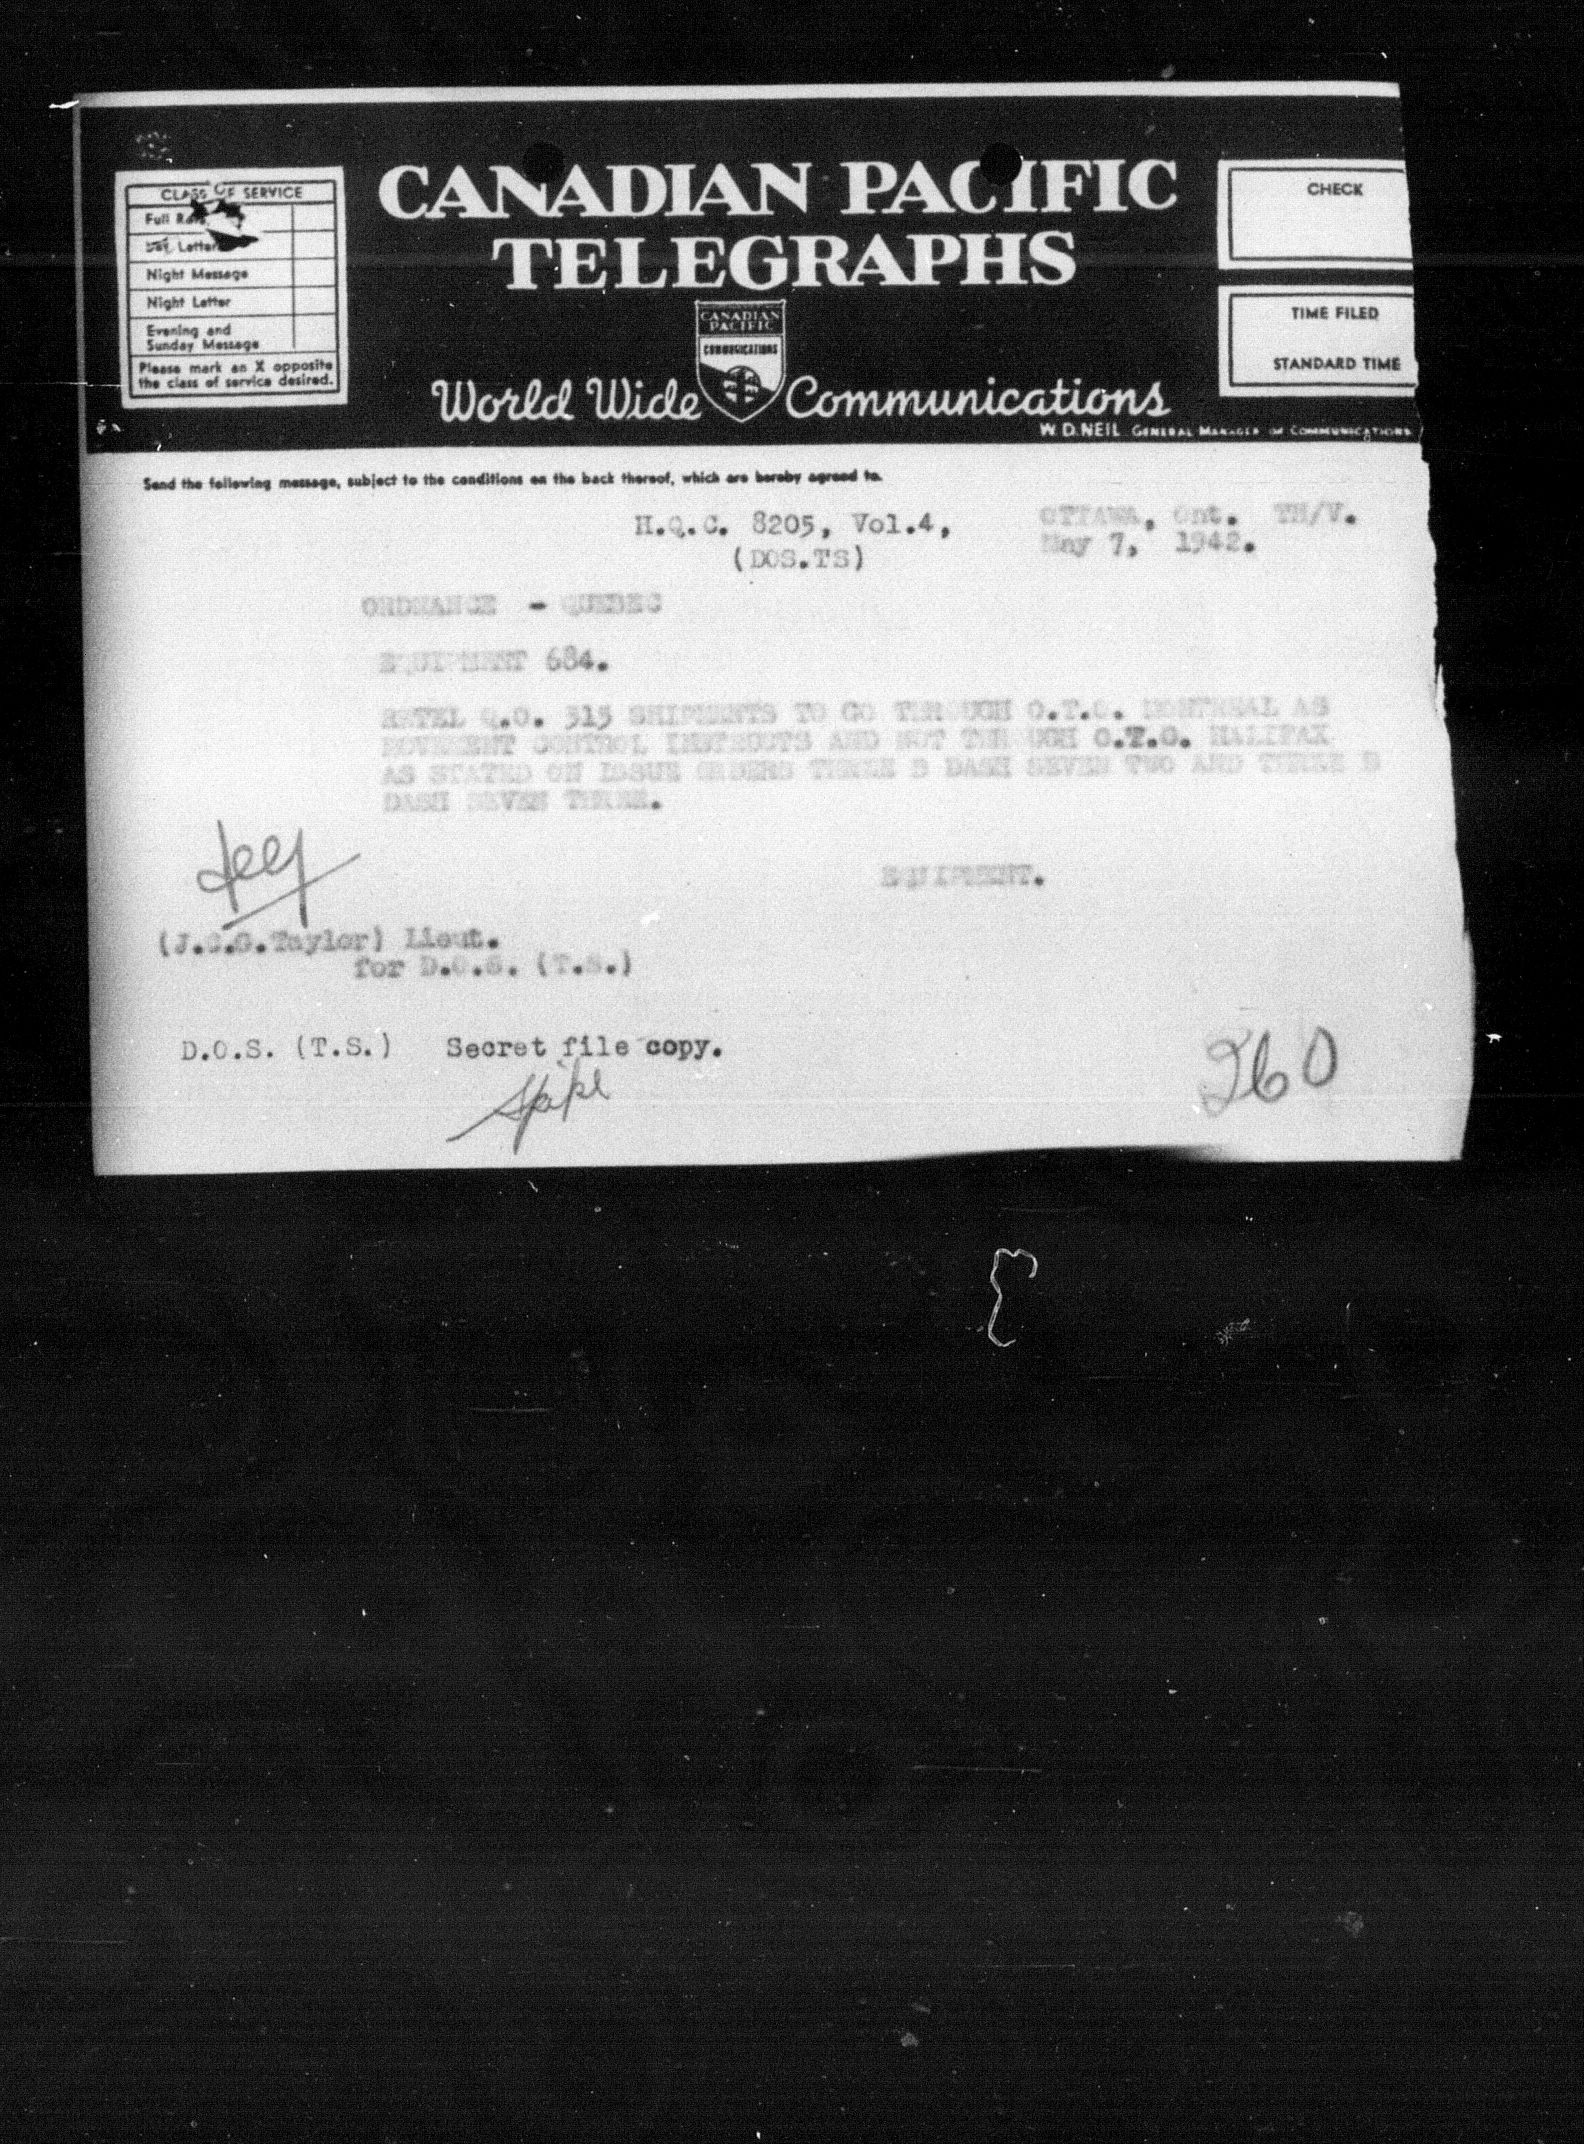 CLASS OF SERVICE
Full Rate
Day Letter
Night Message
Night Letter
Evening and
Sunday Message
Please mark an X opposite
the class of service desired.
CANADIAN PACIFIC
TELEGRAPHS
CANADIAN
PACIFIC
COMMUNICATIONS
World Wide Communications
W. D. NEIL GENERAL MANAGER OF COMMUNICATIONS
CHECK
TIME FILED
STANDARD TIME
Send the following message, subject to the conditions on the back thereof, which are hereby agreed to.
H.Q.C. 8205, Vol.4,
(DOS.TS)
OTTAWA, Ont. TH/V.
May 7, 1942.
ORDNANCE - QUEBEC
EQUIPMENT 684.
RETEL Q.O. 315 SHIPMENTS TO GO THROUGH O.T.C. MONTREAL AS
MOVEMENT CONTROL INSTRUCTS AND NOT THROUGH O.T.C. HALIFAX
AS STATED ON ISSUE ORDERS THREE D DASH SEVEN TWO AND THREE D
DASH SEVEN THREE.
EQUIPMENT.
(J.C.G.Taylor) Lieut.
for D.O.S. (T.S.)
D.O.S. (T.S.) Secret file copy.
260